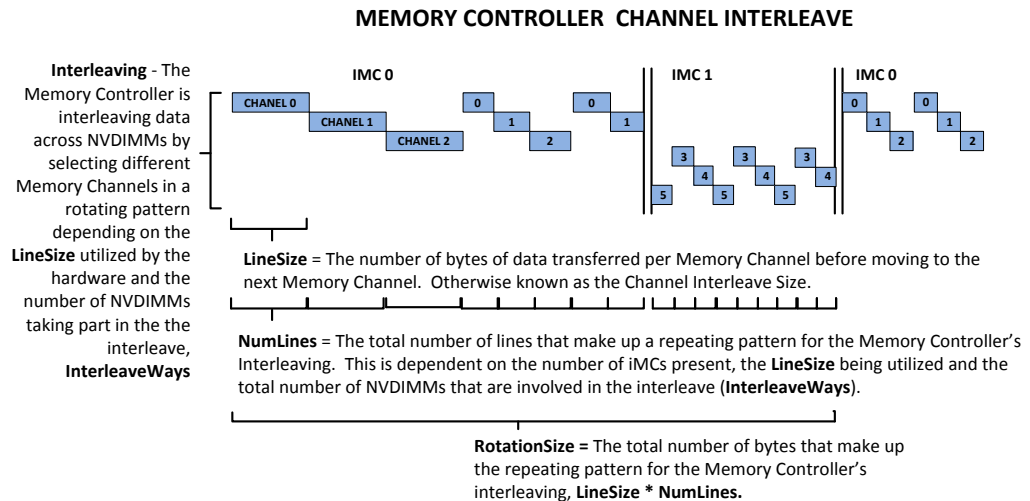 MEMORY CONTROLLER CHANNEL INTERLEAVE
Interleaving - The
Memory Controller is
interleaving data
across NVDIMMs by
selecting different
Memory Channels in a
rotating pattern
depending on the
LineSize utilized by the
hardware and the
number of NVDIMMs
taking part in the the
interleave,
InterleaveWays
IMC 0
IMC 1
IMC 0
CHANEL 0
CHANEL 1
CHANEL 2
0
1
2
0
1
5
3
4
5
3
4
5
3
4
0
1
2
0
1
2
LineSize = The number of bytes of data transferred per Memory Channel before moving to the
next Memory Channel. Otherwise known as the Channel Interleave Size.
NumLines = The total number of lines that make up a repeating pattern for the Memory Controller’s
Interleaving. This is dependent on the number of iMCs present, the LineSize being utilized and the
total number of NVDIMMs that are involved in the interleave (InterleaveWays).
RotationSize = The total number of bytes that make up
the repeating pattern for the Memory Controller’s
interleaving, LineSize * NumLines.